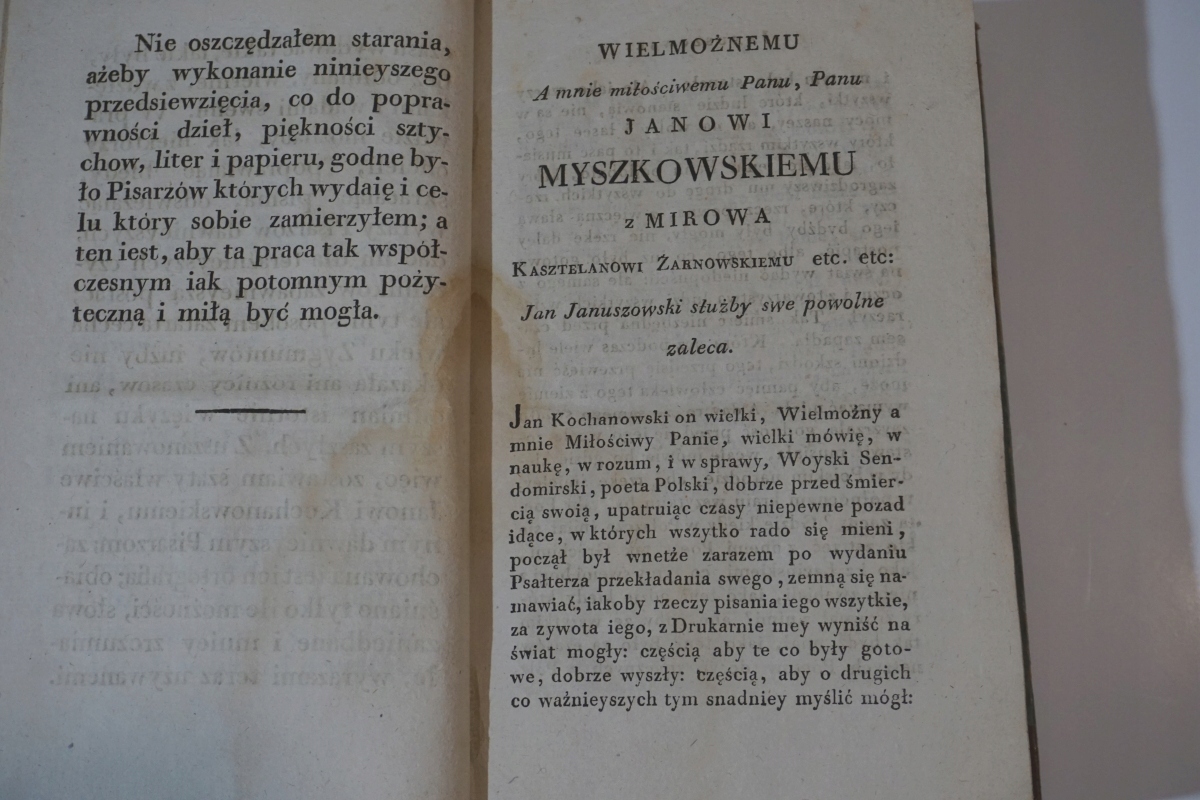 Nie oszczędzałem starania,
ażeby wykonanie ninieyszego
przedsiewzięcia, co do popra-
wności dzieł, piękności szty-
chow, liter i papieru, godne by-
ło Pisarzów których wydaię i ce-
lu który sobie zamierzyłem; a
ten iest, aby ta praca tak współ-
czesnym iak potomnym poży-
teczną i miłą być mogła.
WIELMOŻNEMU
A mnie miłościwemu Panu, Panu
JANOWI
MYSZKOWSKIEMU
z MIROWA
KASZTELANOWI ŻARNOWSKIEMU etc. etc:
Jan Januszowski służby swe powolne
zaleca.
Jan Kochanowski on wielki, Wielmożny a
mnie Miłościwy Panie, wielki mówię, w
naukę, w rozum, i w sprawy, Woyski Sen-
domirski, poeta Polski, dobrze przed śmier-
cią swoią, upatruiąc czasy niepewne pozad
idące, w których wszytko rado się mieni,
począł był wnetże zarazem po wydaniu
Psałterza przekładania swego, zemną się na-
mawiać, iakoby rzeczy pisania iego wszytkie,
za zywota iego, z Drukarnie mey wyniść na
świat mogły: częścią aby te co były goto-
we, dobrze wyszły: częścią, aby o drugich
co ważnieyszych tym snadniey myślić mógł: